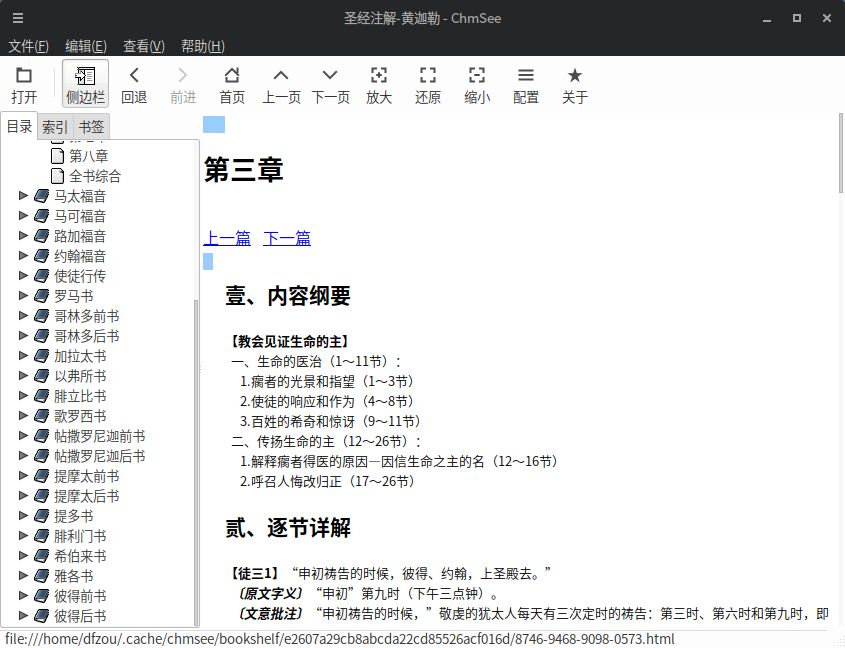 圣经注解-黄迦勒 - ChmSee
文件(F) 编辑(E) 查看(V) 帮助(H)
打开 侧边栏 回退 前进 首页 上一页 下一页 放大 还原 缩小 配置 关于
目录 索引 书签
第八章
全书综合
马太福音
马可福音
路加福音
约翰福音
使徒行传
罗马书
哥林多前书
哥林多后书
加拉太书
以弗所书
腓立比书
歌罗西书
帖撒罗尼迦前书
帖撒罗尼迦后书
提摩太前书
提摩太后书
提多书
腓利门书
希伯来书
雅各书
彼得前书
彼得后书
第三章
上一篇 下一篇
壹、内容纲要
【教会见证生命的主】
一、生命的医治（1～11节）：
1.瘸者的光景和指望（1～3节）
2.使徒的响应和作为（4～8节）
3.百姓的希奇和惊讶（9～11节）
二、传扬生命的主（12～26节）：
1.解释瘸者得医的原因—因信生命之主的名（12～16节）
2.呼召人悔改归正（17～26节）
贰、逐节详解
【徒三1】“申初祷告的时候，彼得、约翰，上圣殿去。”
〔原文字义〕“申初”第九时（下午三点钟）。
〔文意批注〕“申初祷告的时候，”敬虔的犹太人每天有三次定时的祷告：第三时、第六时和第九时，即
file:///home/dfzou/.cache/chmsee/bookshelf/e2607a29cb8abcda22cd85526acf016d/8746-9468-9098-0573.html